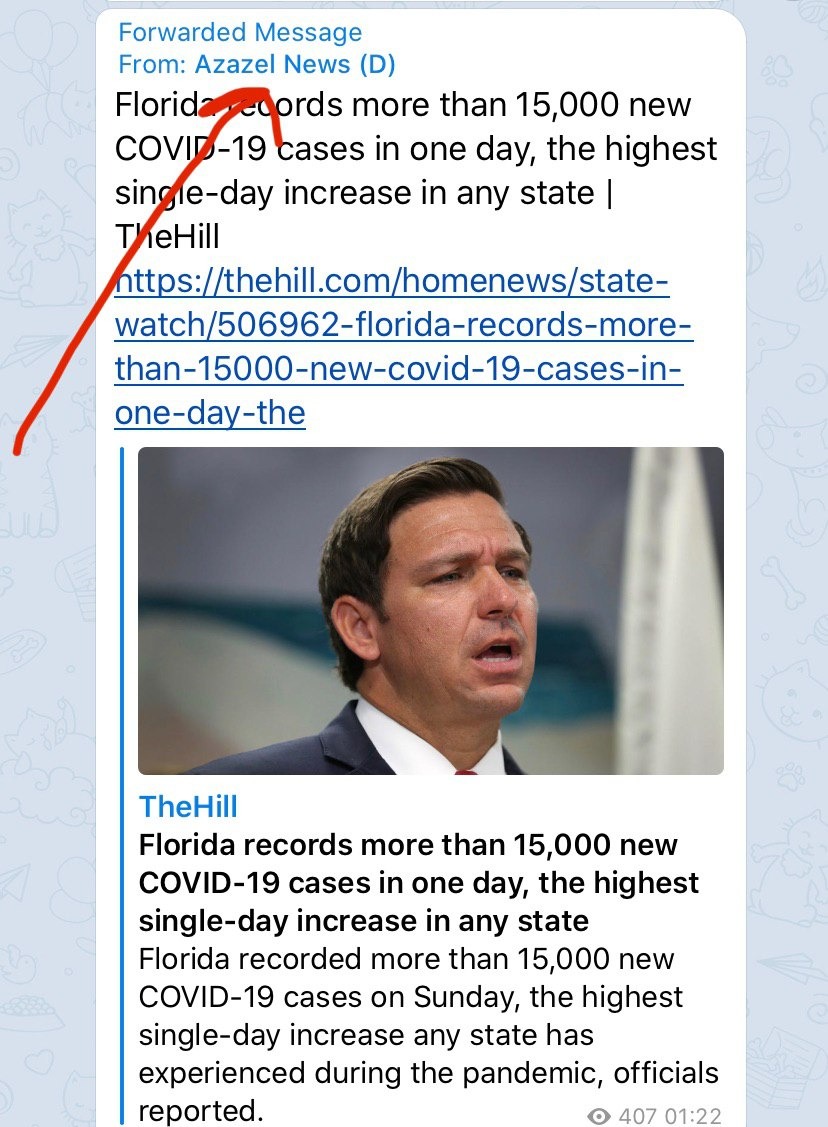 Forwarded Message
From: Azazel News (D)
Florida records more than 15,000 new
COVID-19 cases in one day, the highest
single-day increase in any state |
TheHill
https://thehill.com/homenews/state-
watch/506962-florida-records-more-
than-15000-new-covid-19-cases-in-
one-day-the
TheHill
Florida records more than 15,000 new
COVID-19 cases in one day, the highest
single-day increase in any state
Florida recorded more than 15,000 new
COVID-19 cases on Sunday, the highest
single-day increase any state has
experienced during the pandemic, officials
reported.
407 01:22